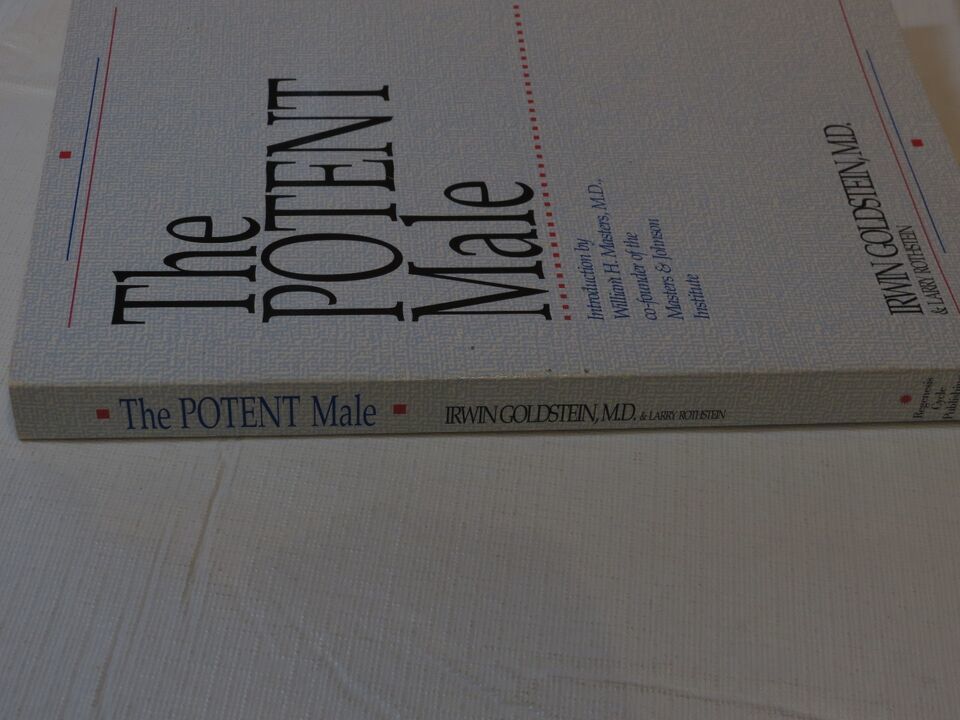 The
POTENT
Male
Introduction by
William H. Masters, M.D.,
co-founder of the
Masters & Johnson
Institute
IRWIN GOLDSTEIN, M.D.
& LARRY ROTHSTEIN
The POTENT Male
IRWIN GOLDSTEIN, M.D. & LARRY ROTHSTEIN
Regenesis
Cycle
Publishing